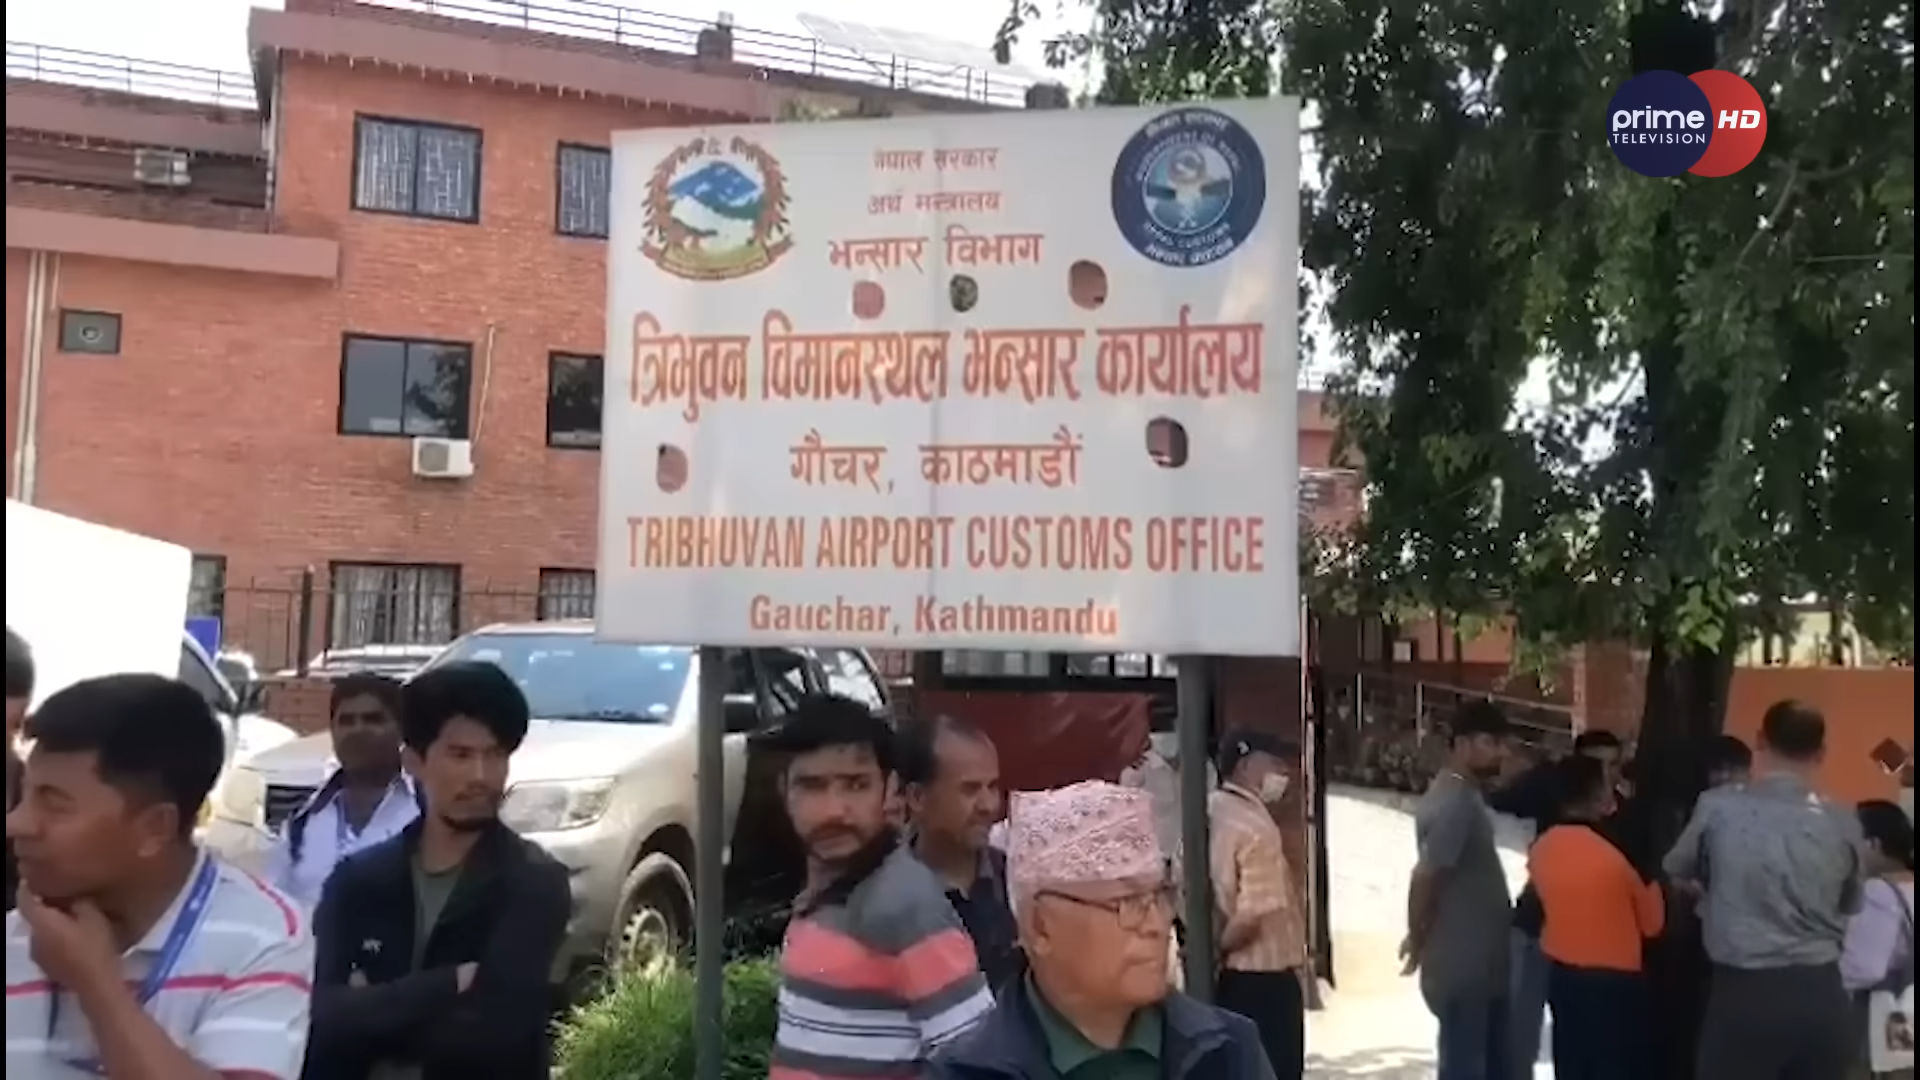 prime HD
TELEVISION
नेपाल सरकार
अर्थ मन्त्रालय
भन्सार विभाग
त्रिभुवन विमानस्थल भन्सार कार्यालय
गौचर, काठमाडौं
TRIBHUVAN AIRPORT CUSTOMS OFFICE
Gauchar, Kathmandu